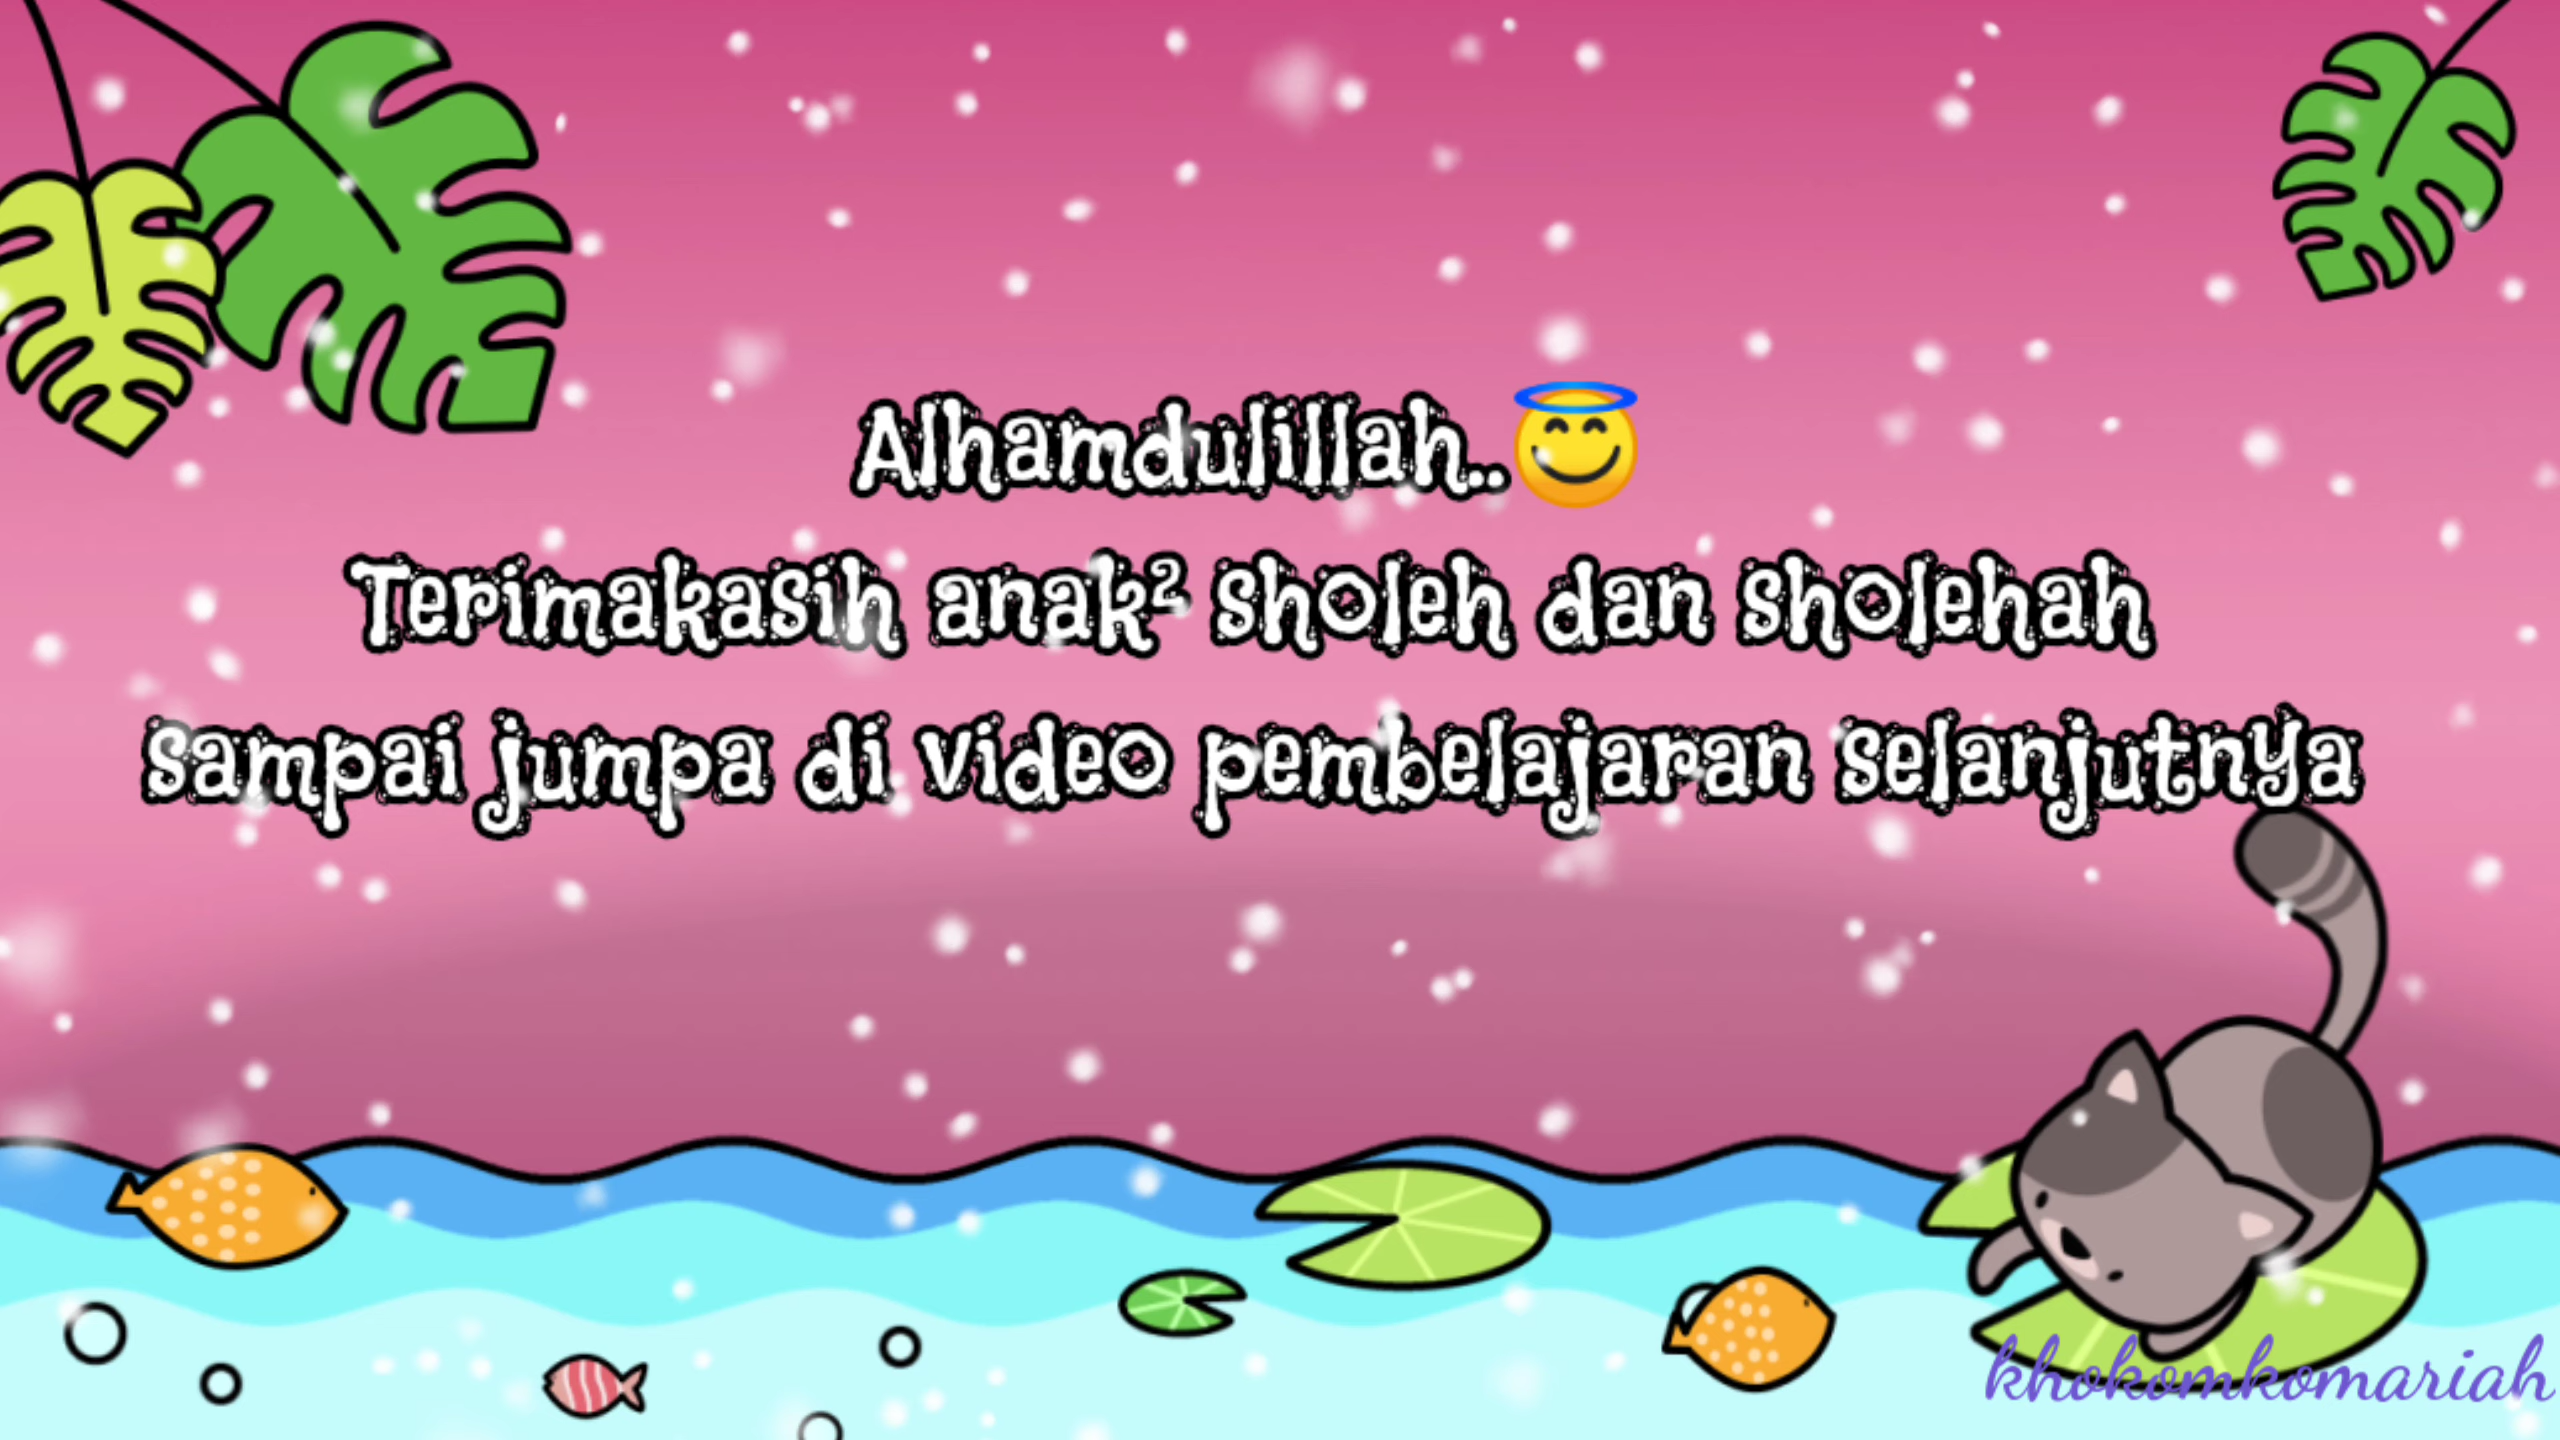 Alhamdulillah..😇
Terimakasih anak² sholeh dan sholehah
sampai jumpa di video pembelajaran selanjutnya
khokomkomariah